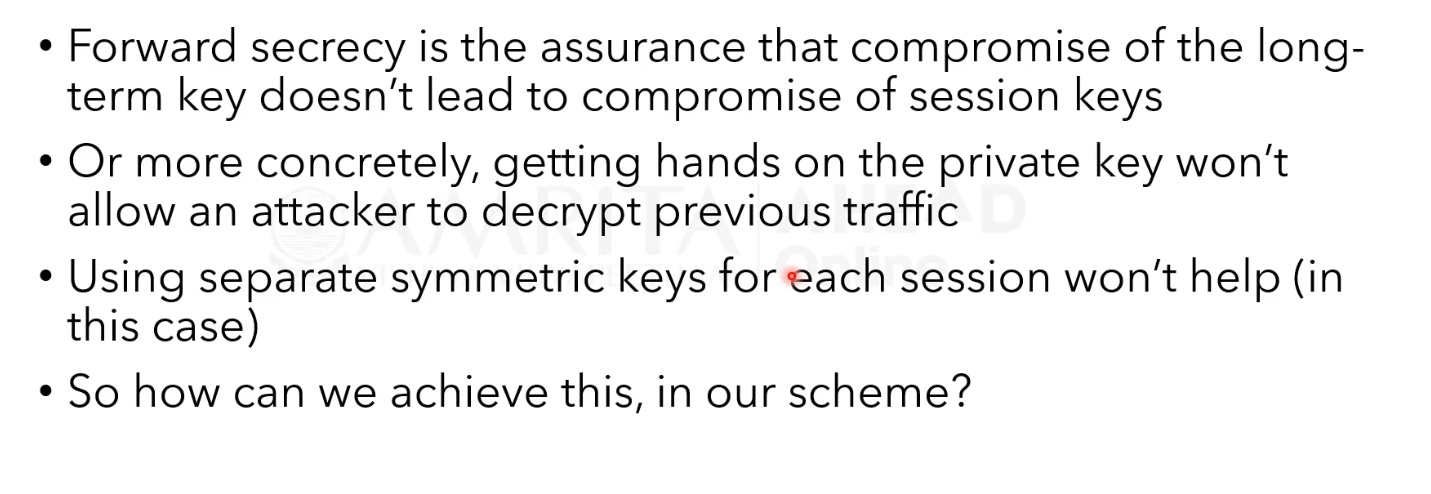 • Forward secrecy is the assurance that compromise of the long-
term key doesn’t lead to compromise of session keys
• Or more concretely, getting hands on the private key won’t
allow an attacker to decrypt previous traffic
• Using separate symmetric keys for each session won’t help (in
this case)
• So how can we achieve this, in our scheme?
AMRITA
AHEAD
Online